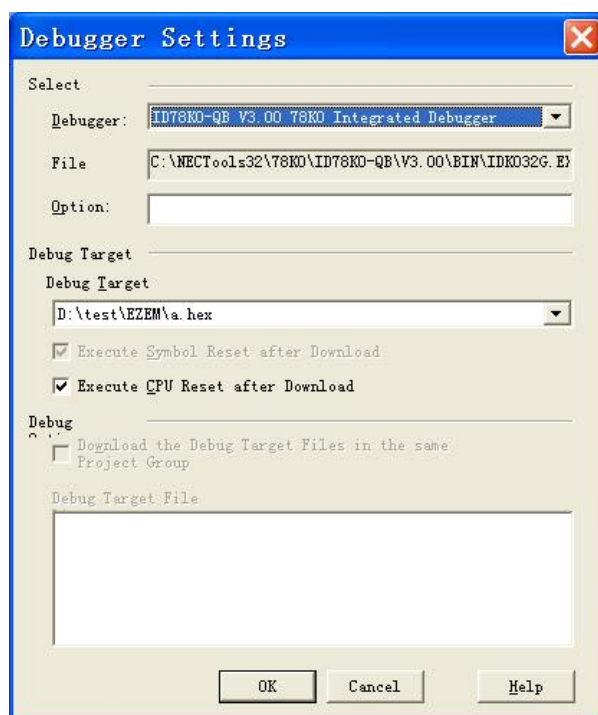 Debugger Settings
Select
Debugger:
ID78K0-QB V3.00 78K0 Integrated Debugger
File
C:\NECTools32\78K0\ID78K0-QB\V3.00\BIN\IDK032G.EX
Option:
Debug Target
Debug Target
D:\test\EZEM\a.hex
Execute Symbol Reset after Download
Execute CPU Reset after Download
Debug
Download the Debug Target Files in the same
Project Group
Debug Target File
OK
Cancel
Help